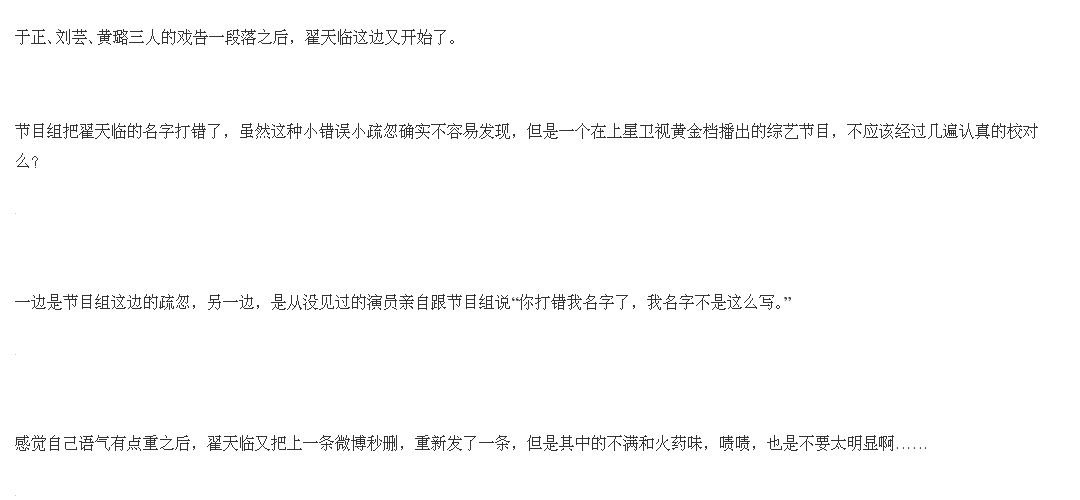 于正、刘芸、黄璐三人的戏告一段落之后，翟天临这边又开始了。
节目组把翟天临的名字打错了，虽然这种小错误小疏忽确实不容易发现，但是一个在上星卫视黄金档播出的综艺节目，不应该经过几遍认真的校对
么？
一边是节目组这边的疏忽，另一边，是从没见过的演员亲自跟节目组说“你打错我名字了，我名字不是这么写。”
感觉自己语气有点重之后，翟天临又把上一条微博秒删，重新发了一条，但是其中的不满和火药味，啧啧，也是不要太明显啊……